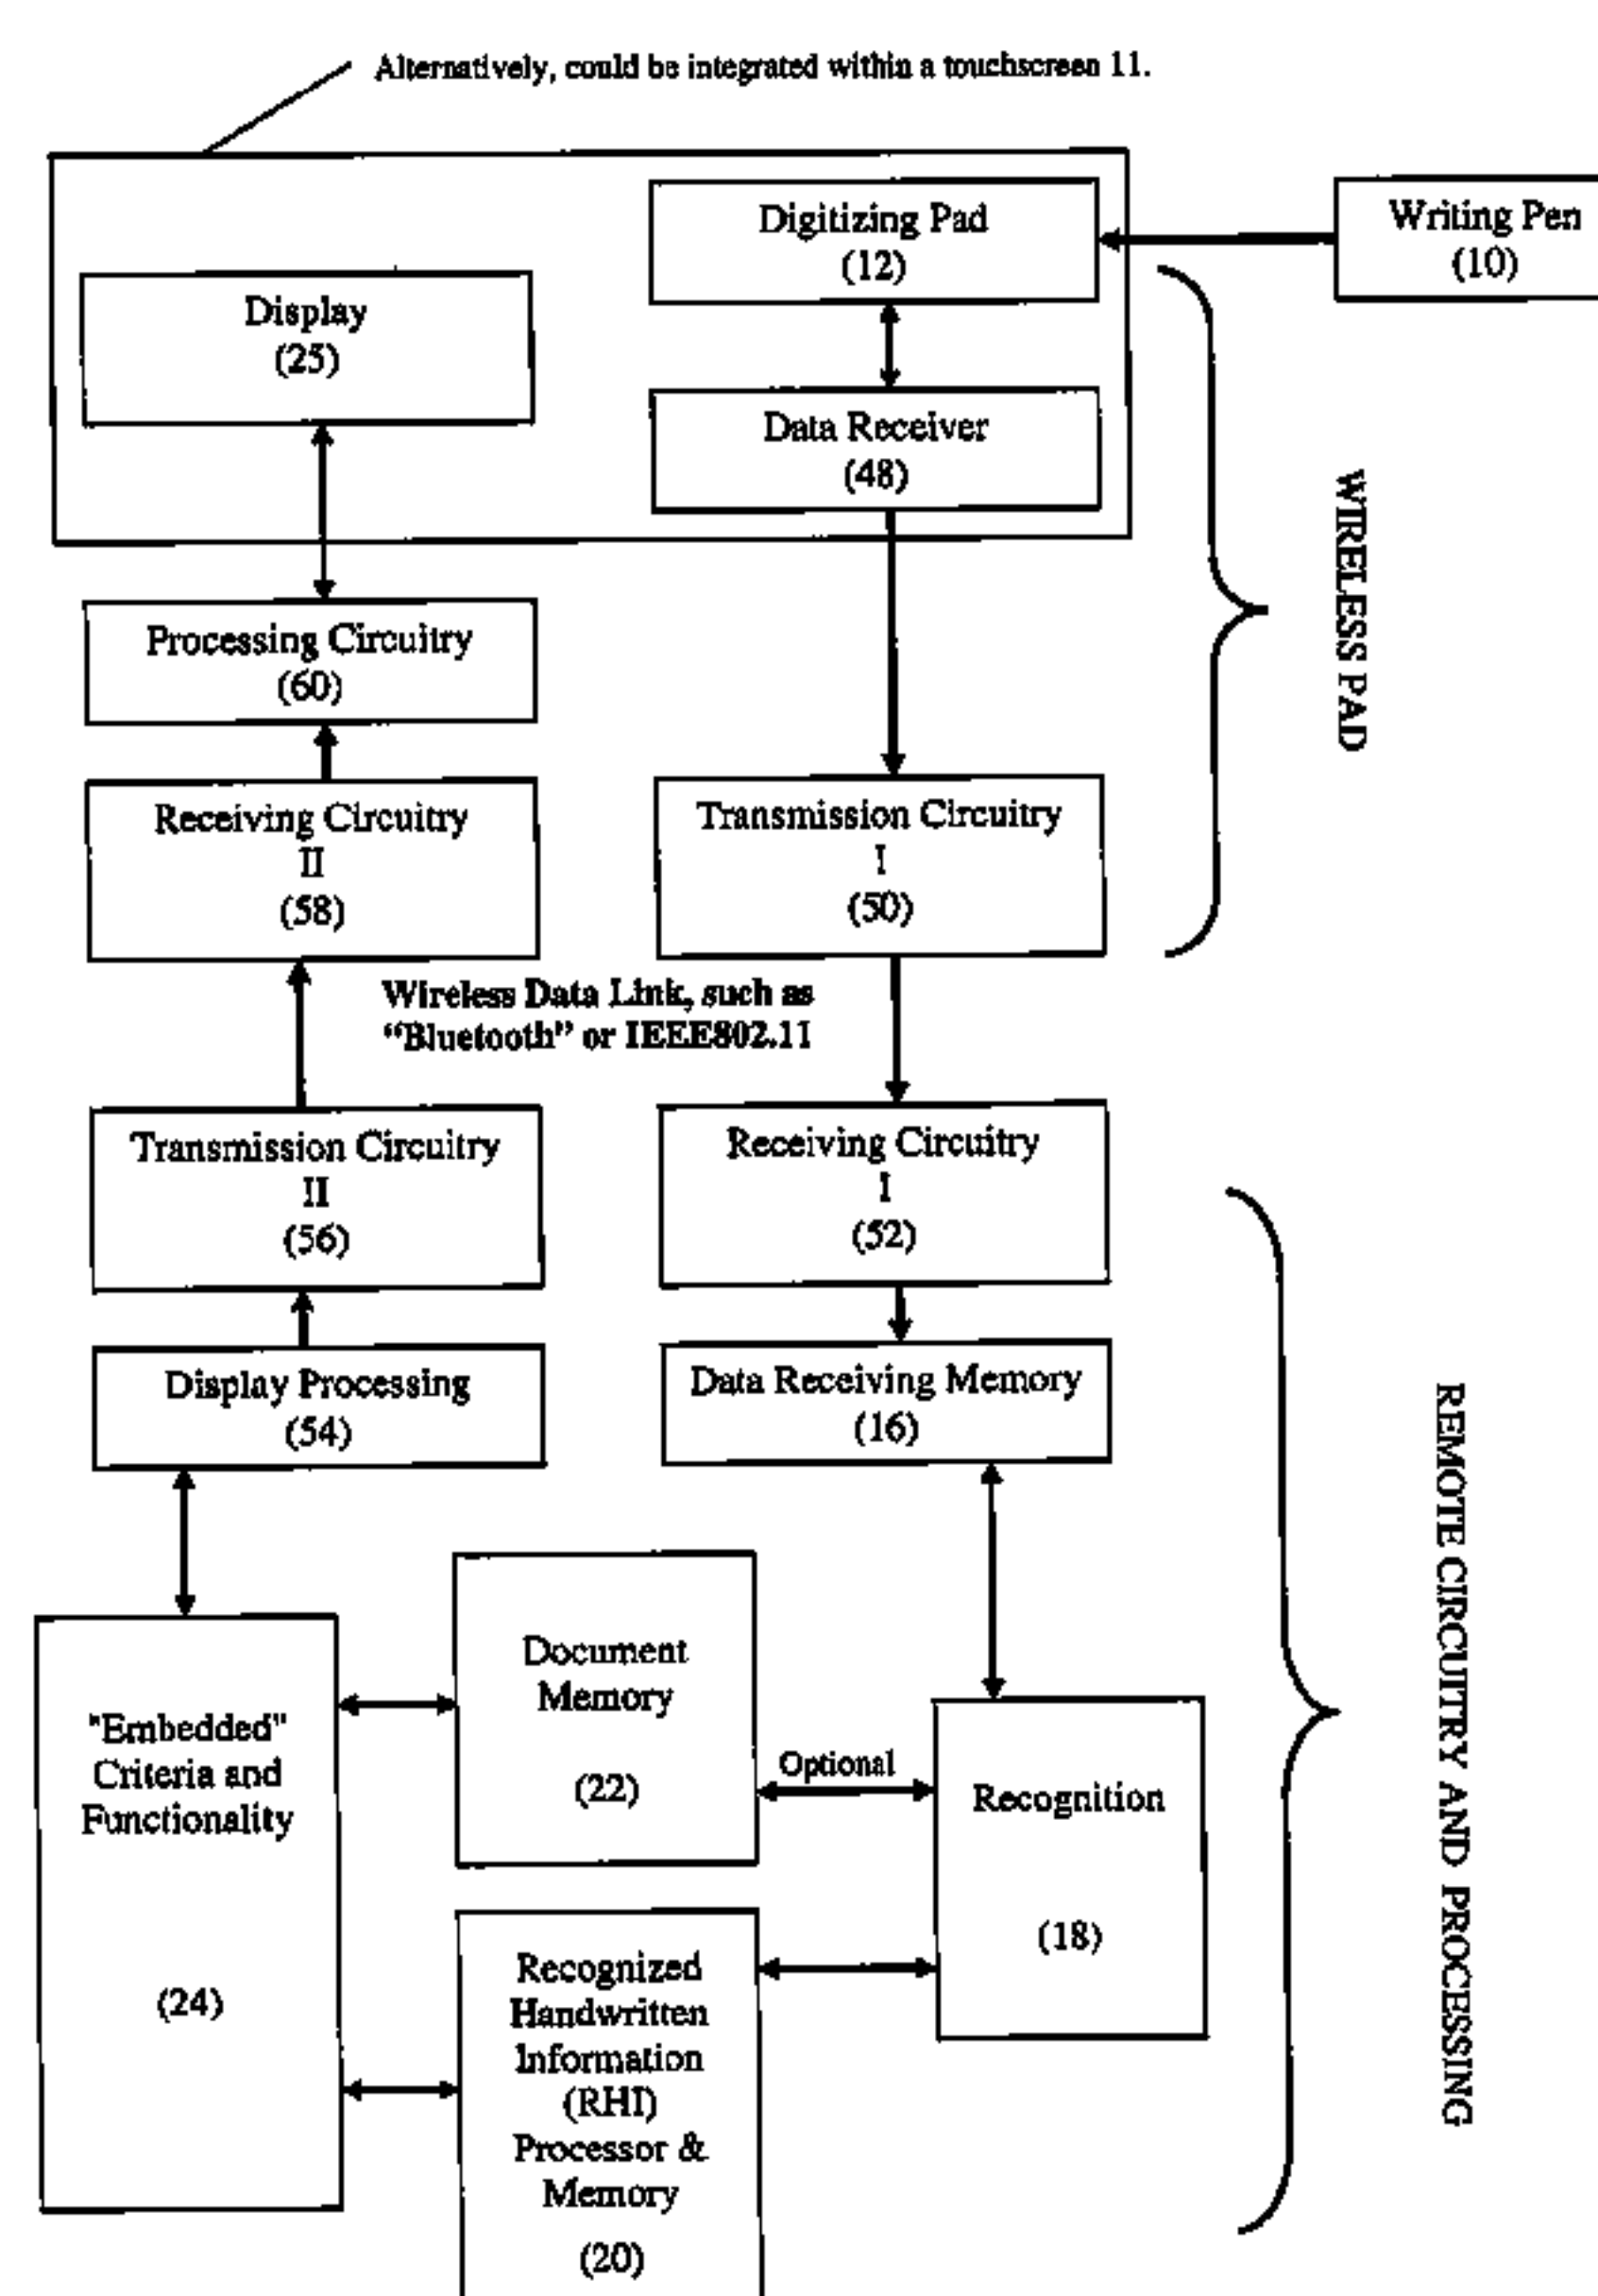 Alternatively, could be integrated within a touchscreen 11.
Digitizing Pad
(12)
Writing Pen
(10)
Display
(25)
Data Receiver
(48)
WIRELESS PAD
Processing Circuitry
(60)
Receiving Circuitry
II
(58)
Transmission Circuitry
I
(50)
Wireless Data Link, such as
“Bluetooth” or IEEE802.11
Transmission Circuitry
II
(56)
Receiving Circuitry
I
(52)
Display Processing
(54)
Data Receiving Memory
(16)
REMOTE CIRCUITRY AND PROCESSING
"Embedded"
Criteria and
Functionality
(24)
Document
Memory
(22)
Optional
Recognition
(18)
Recognized
Handwritten
Information
(RHI)
Processor &
Memory
(20)